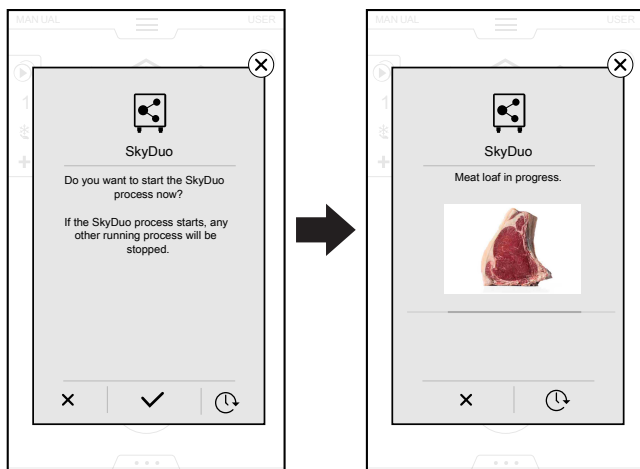 MANUAL
USER
SkyDuo
Do you want to start the SkyDuo
process now?
If the SkyDuo process starts, any
other running process will be
stopped.
MANUAL
USER
SkyDuo
Meat loaf in progress.